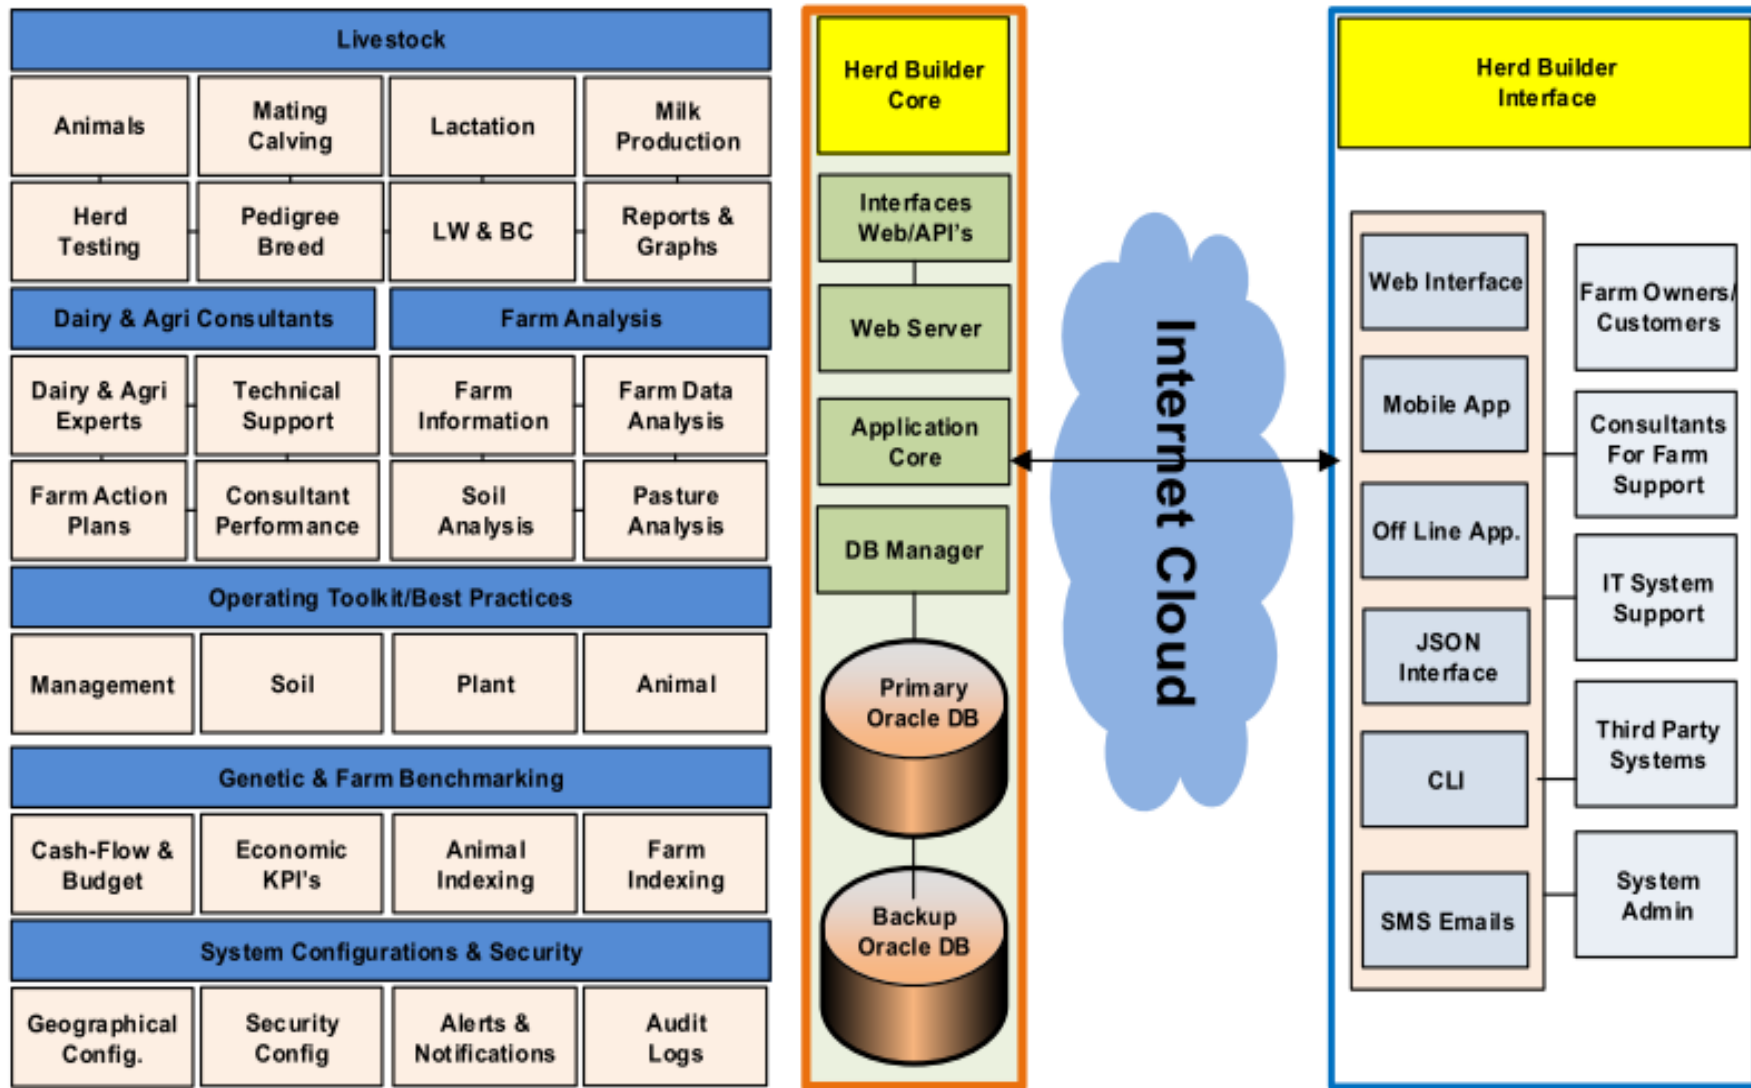 Livestock
Animals
Mating
Calving
Lactation
Milk
Production
Herd
Testing
Pedigree
Breed
LW & BC
Reports &
Graphs
Dairy & Agri Consultants
Farm Analysis
Dairy & Agri
Experts
Technical
Support
Farm
Information
Farm Data
Analysis
Farm Action
Plans
Consultant
Performance
Soil
Analysis
Pasture
Analysis
Operating Toolkit/Best Practices
Management
Soil
Plant
Animal
Genetic & Farm Benchmarking
Cash-Flow &
Budget
Economic
KPI's
Animal
Indexing
Farm
Indexing
System Configurations & Security
Geographical
Config.
Security
Config
Alerts &
Notifications
Audit
Logs
Herd Builder
Core
Interfaces
Web/API's
Web Server
Application
Core
DB Manager
Primary
Oracle DB
Backup
Oracle DB
Internet Cloud
Herd Builder
Interface
Web Interface
Mobile App
Off Line App.
JSON
Interface
CLI
SMS Emails
Farm Owners/
Customers
Consultants
For Farm
Support
IT System
Support
Third Party
Systems
System
Admin